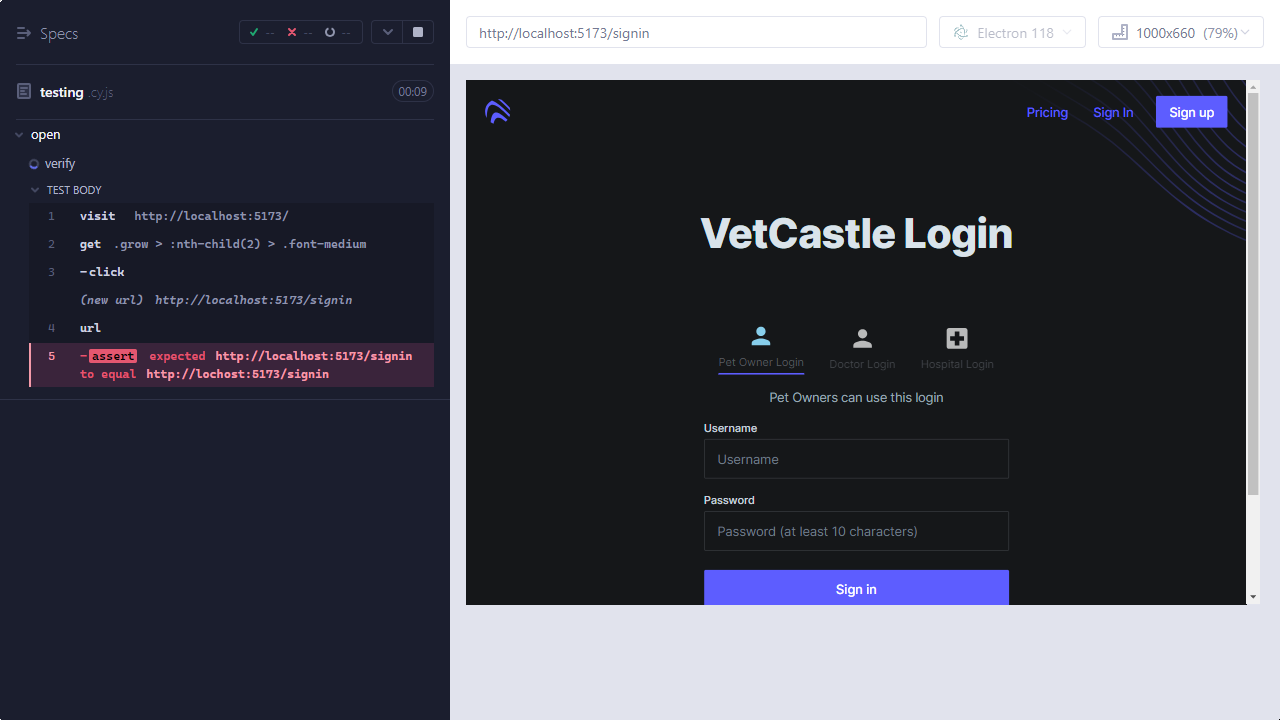 Specs
--
--
--
testing .cy.js
00:09
open
verify
TEST BODY
1 visit http://localhost:5173/
2 get .grow > :nth-child(2) > .font-medium
3 -click
(new url) http://localhost:5173/signin
4 url
5 -assert expected http://localhost:5173/signin
to equal http://lochost:5173/signin
http://localhost:5173/signin
Electron 118
1000x660 (79%)
Pricing
Sign In
Sign up
VetCastle Login
Pet Owner Login
Doctor Login
Hospital Login
Pet Owners can use this login
Username
Username
Password
Password (at least 10 characters)
Sign in